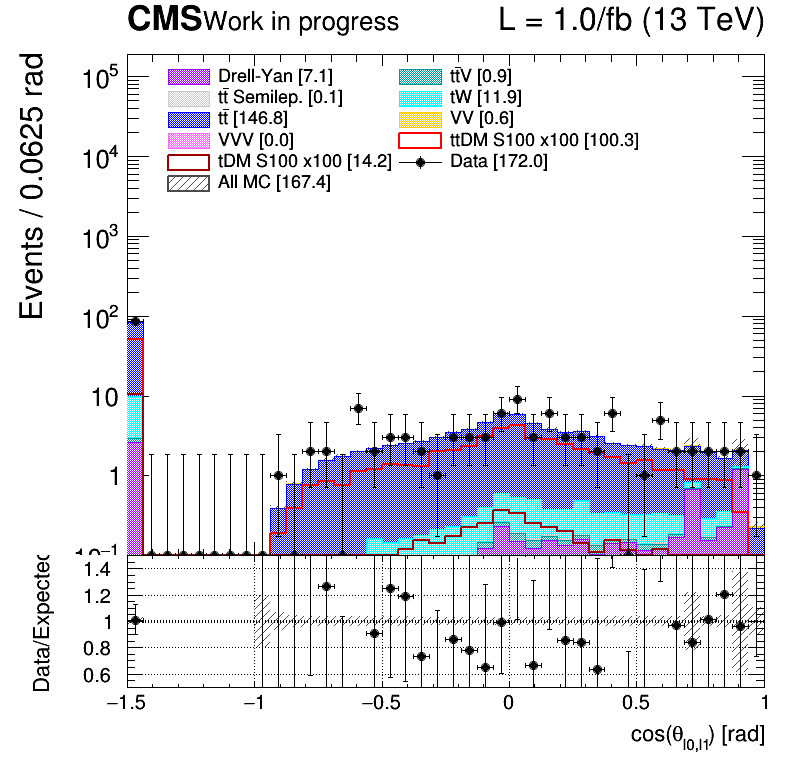 CMS Work in progress L = 1.0/fb (13 TeV)
Events / 0.0625 rad
Drell-Yan [7.1] tt̄V [0.9]
tt̄ Semilep. [0.1] tW [11.9]
tt̄ [146.8] VV [0.6]
VVV [0.0] ttDM S100 x100 [100.3]
tDM S100 x100 [14.2] Data [172.0]
All MC [167.4]
10⁵
10⁴
10³
10²
10
1
10⁻¹
Data/Expected
1.4
1.2
1
0.8
0.6
−1.5 −1 −0.5 0 0.5 1
cos(θ_l0,l1) [rad]